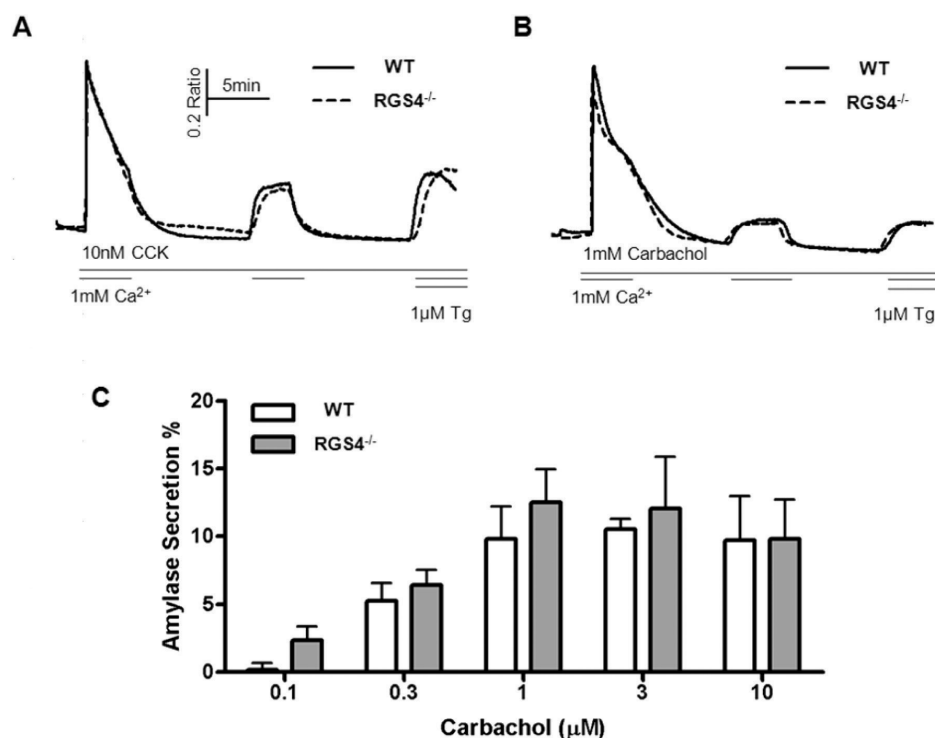 A
0.2 Ratio
5min
WT
RGS4-/-
10nM CCK
1mM Ca2+
1µM Tg
B
WT
RGS4-/-
1mM Carbachol
1mM Ca2+
1µM Tg
C
WT
RGS4-/-
Amylase Secretion %
20
15
10
5
0
0.1 0.3 1 3 10
Carbachol (µM)